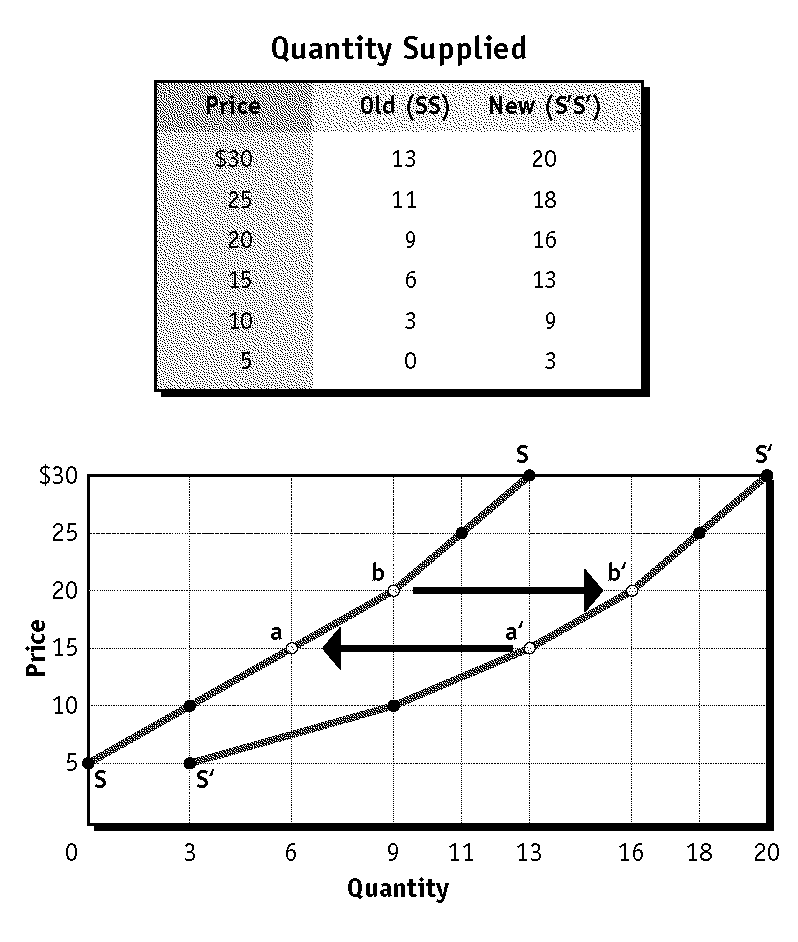 Quantity Supplied
Price Old (SS) New (S'S')
$30 13 20
25 11 18
20 9 16
15 6 13
10 3 9
5 0 3
S S'
$30
25
b b'
20
a a'
15
Price
10
5
S S'
0 3 6 9 11 13 16 18 20
Quantity